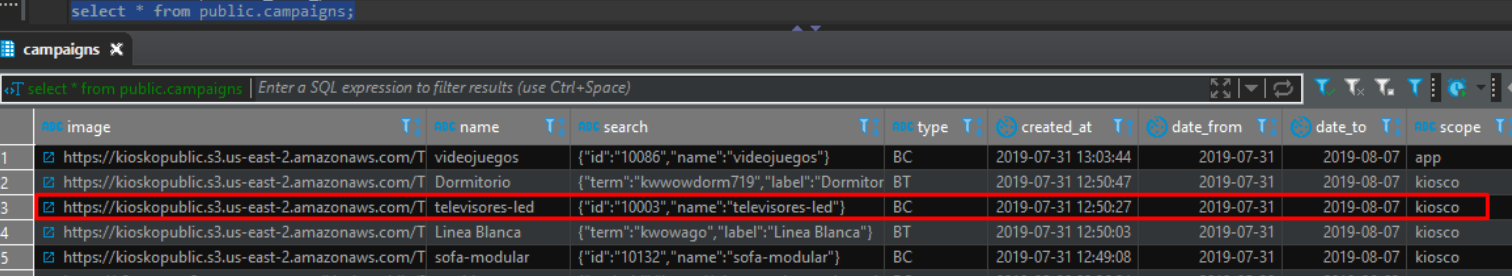 select * from public.campaigns;
campaigns
select * from public.campaigns Enter a SQL expression to filter results (use Ctrl+Space)
image name search type created_at date_from date_to scope
1 https://kioskopublic.s3.us-east-2.amazonaws.com/T videojuegos {"id":"10086","name":"videojuegos"} BC 2019-07-31 13:03:44 2019-07-31 2019-08-07 app
2 https://kioskopublic.s3.us-east-2.amazonaws.com/T Dormitorio {"term":"kwwowdorm719","label":"Dormitor BT 2019-07-31 12:50:47 2019-07-31 2019-08-07 kiosco
3 https://kioskopublic.s3.us-east-2.amazonaws.com/T televisores-led {"id":"10003","name":"televisores-led"} BC 2019-07-31 12:50:27 2019-07-31 2019-08-07 kiosco
4 https://kioskopublic.s3.us-east-2.amazonaws.com/T Linea Blanca {"term":"kwowago","label":"Linea Blanca"} BT 2019-07-31 12:50:03 2019-07-31 2019-08-07 kiosco
5 https://kioskopublic.s3.us-east-2.amazonaws.com/T sofa-modular {"id":"10132","name":"sofa-modular"} BC 2019-07-31 12:49:08 2019-07-31 2019-08-07 kiosco